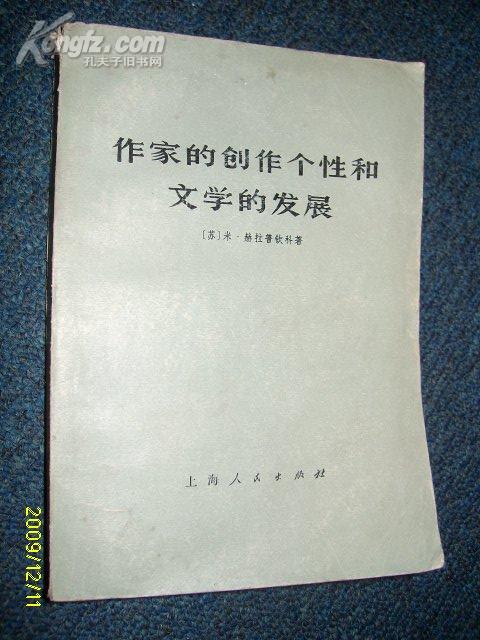 Kongfz.com
孔夫子旧书网
作家的创作个性和
文学的发展
〔苏〕米·赫拉普钦科著
上海人民出版社
2009/12/11